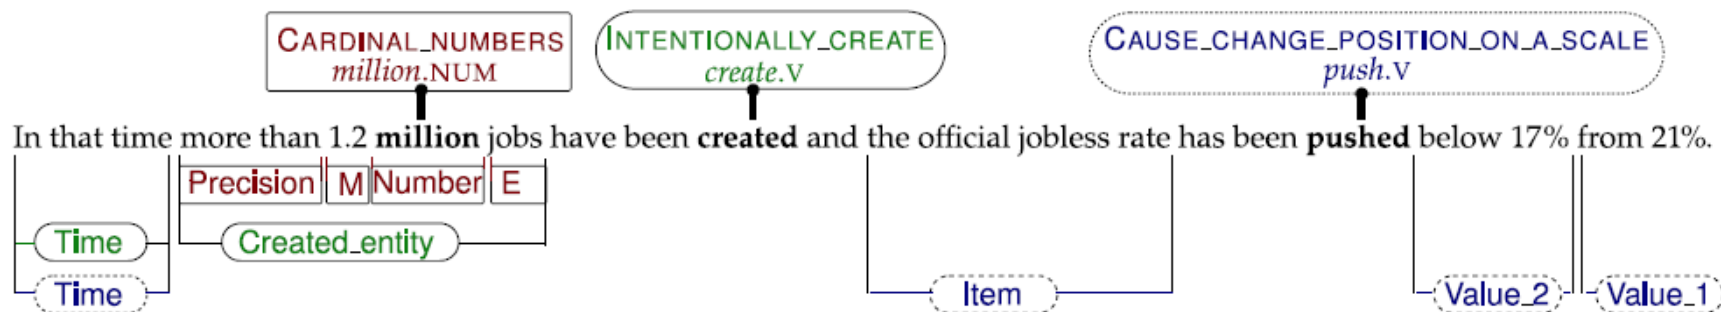 CARDINAL_NUMBERS INTENTIONALLY_CREATE CAUSE_CHANGE_POSITION_ON_A_SCALE
million.NUM create.V push.V
In that time more than 1.2 million jobs have been created and the official jobless rate has been pushed below 17% from 21%.
Precision M Number E
Time Created_entity
Time Item Value_2 Value_1